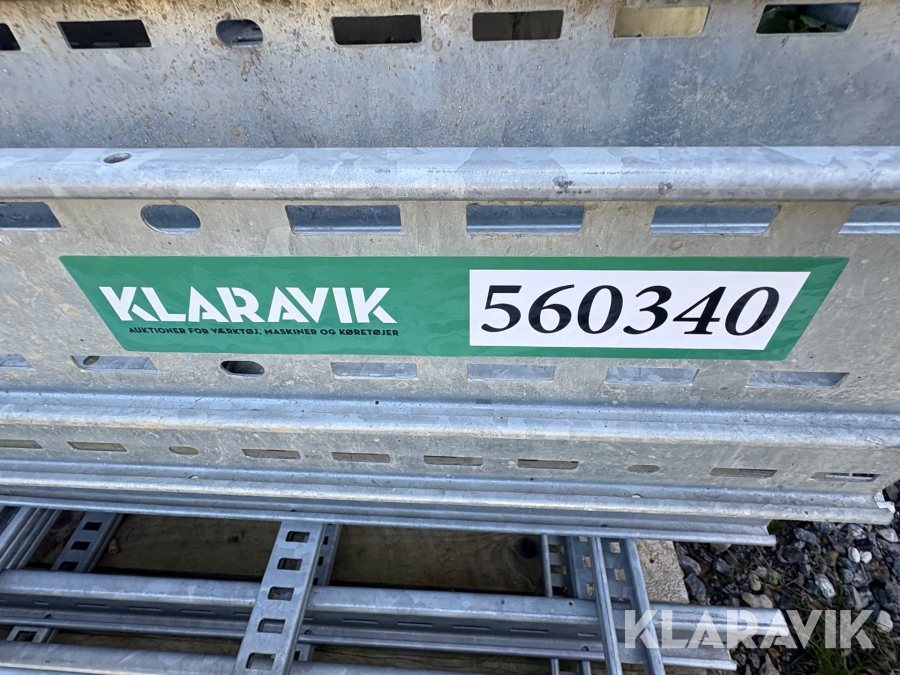 KLARAVIK
AUKTIONER FOR VÆRKTØJ, MASKINER OG KØRETØJER
560340
KLARAVIK